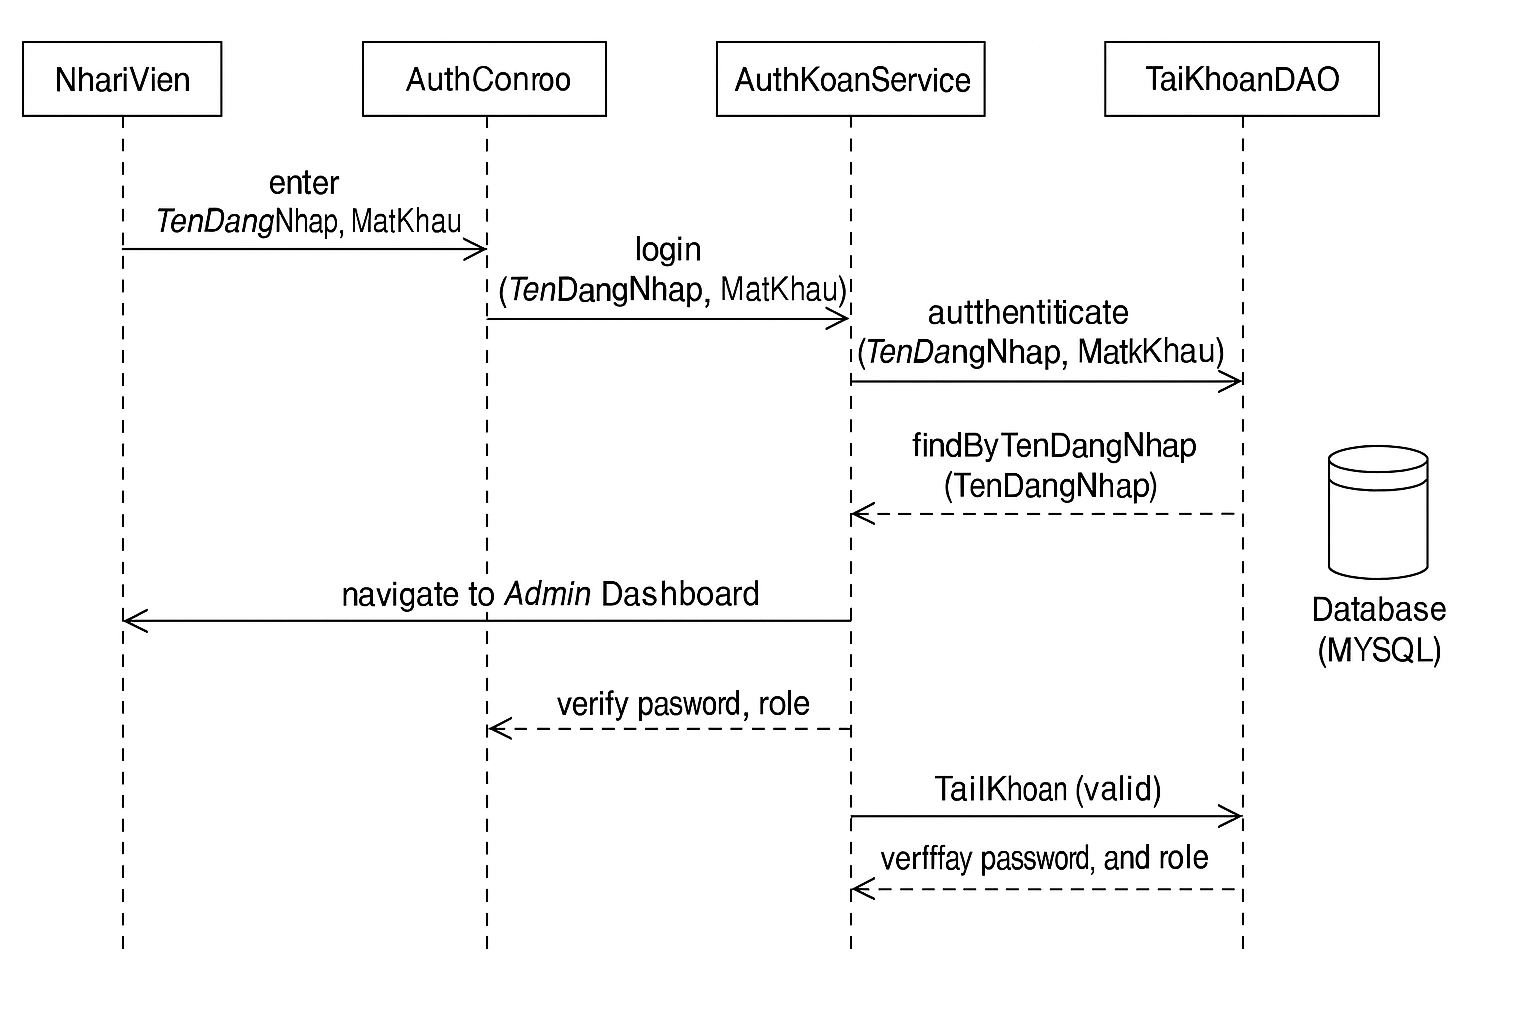 NhariVien
AuthConroo
AuthKoanService
TaiKhoanDAO
enter
TenDangNhap, MatKhau
login
(TenDangNhap, MatKhau)
autthentiticate
(TenDangNhap, MatkKhau)
findByTenDangNhap
(TenDangNhap)
navigate to Admin Dashboard
Database
(MYSQL)
verify pasword, role
TailKhoan (valid)
verfffay password, and role